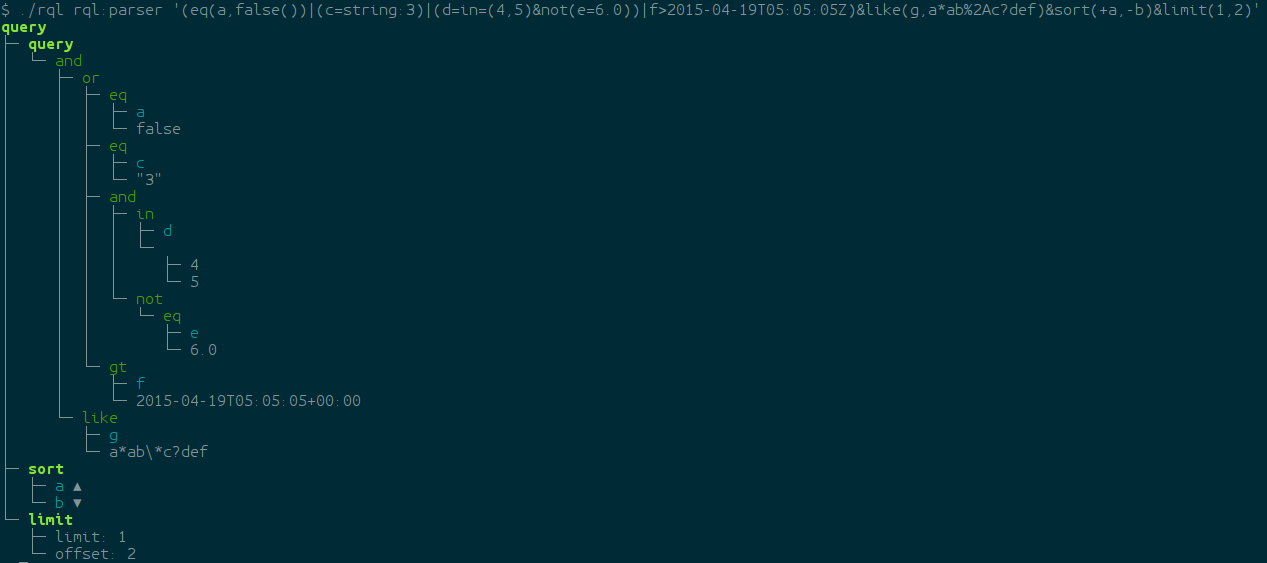 $ ./rql rql:parser '(eq(a,false())|(c=string:3)|(d=in=(4,5)&not(e=6.0))|f>2015-04-19T05:05:05Z)&like(g,a*ab%2Ac?def)&sort(+a,-b)&limit(1,2)'
query
├─ query
│  └─ and
│     ├─ or
│     │  ├─ eq
│     │  │  ├─ a
│     │  │  └─ false
│     │  ├─ eq
│     │  │  ├─ c
│     │  │  └─ "3"
│     │  ├─ and
│     │  │  ├─ in
│     │  │  │  ├─ d
│     │  │  │  └─
│     │  │  │     ├─ 4
│     │  │  │     └─ 5
│     │  │  └─ not
│     │  │     └─ eq
│     │  │        ├─ e
│     │  │        └─ 6.0
│     │  └─ gt
│     │     ├─ f
│     │     └─ 2015-04-19T05:05:05+00:00
│     └─ like
│        ├─ g
│        └─ a*ab\*c?def
├─ sort
│  ├─ a ▲
│  └─ b ▼
└─ limit
   ├─ limit: 1
   └─ offset: 2